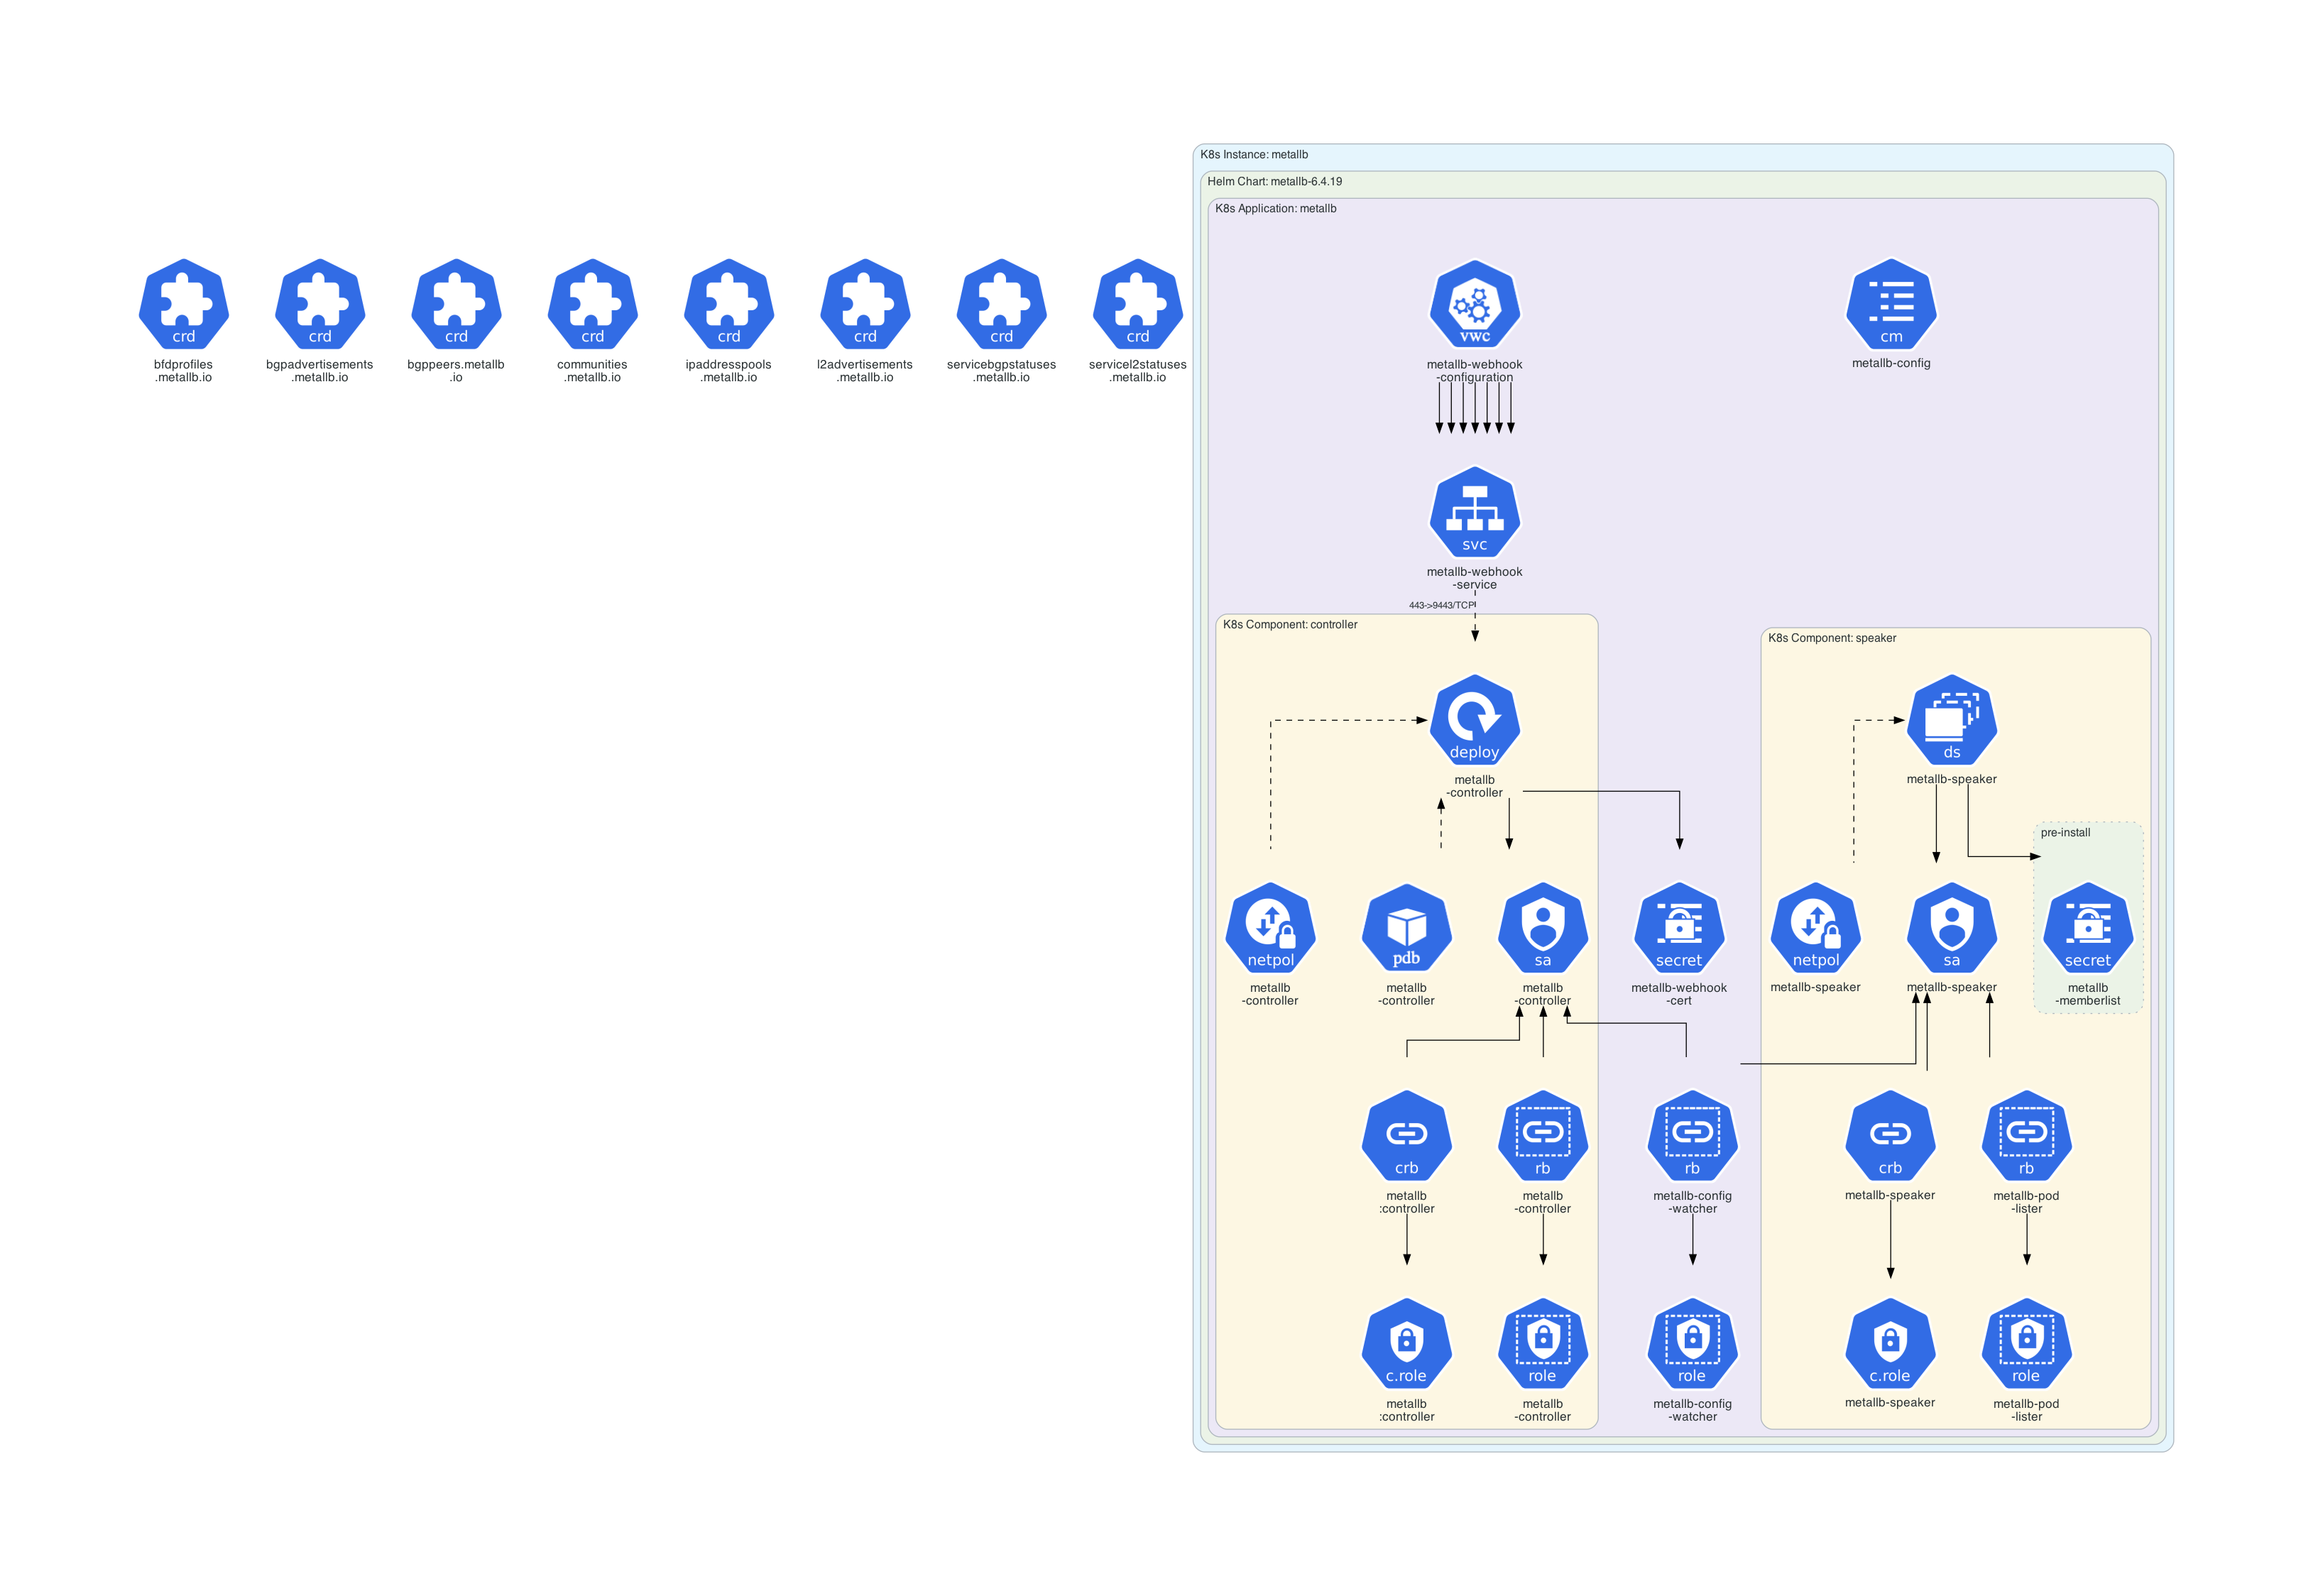 K8s Instance: metallb
Helm Chart: metallb-6.4.19
K8s Application: metallb
crd
bfdprofiles
.metallb.io
crd
bgpadvertisements
.metallb.io
crd
bgppeers.metallb
.io
crd
communities
.metallb.io
crd
ipaddresspools
.metallb.io
crd
l2advertisements
.metallb.io
crd
servicebgpstatuses
.metallb.io
crd
servicel2statuses
.metallb.io
vwc
metallb-webhook
-configuration
cm
metallb-config
svc
metallb-webhook
-service
443->9443/TCP
K8s Component: controller
deploy
metallb
-controller
netpol
metallb
-controller
pdb
metallb
-controller
sa
metallb
-controller
secret
metallb-webhook
-cert
crb
metallb
:controller
rb
metallb
-controller
rb
metallb-config
-watcher
c.role
metallb
:controller
role
metallb
-controller
role
metallb-config
-watcher
K8s Component: speaker
ds
metallb-speaker
pre-install
netpol
metallb-speaker
sa
metallb-speaker
secret
metallb
-memberlist
crb
metallb-speaker
rb
metallb-pod
-lister
c.role
metallb-speaker
role
metallb-pod
-lister